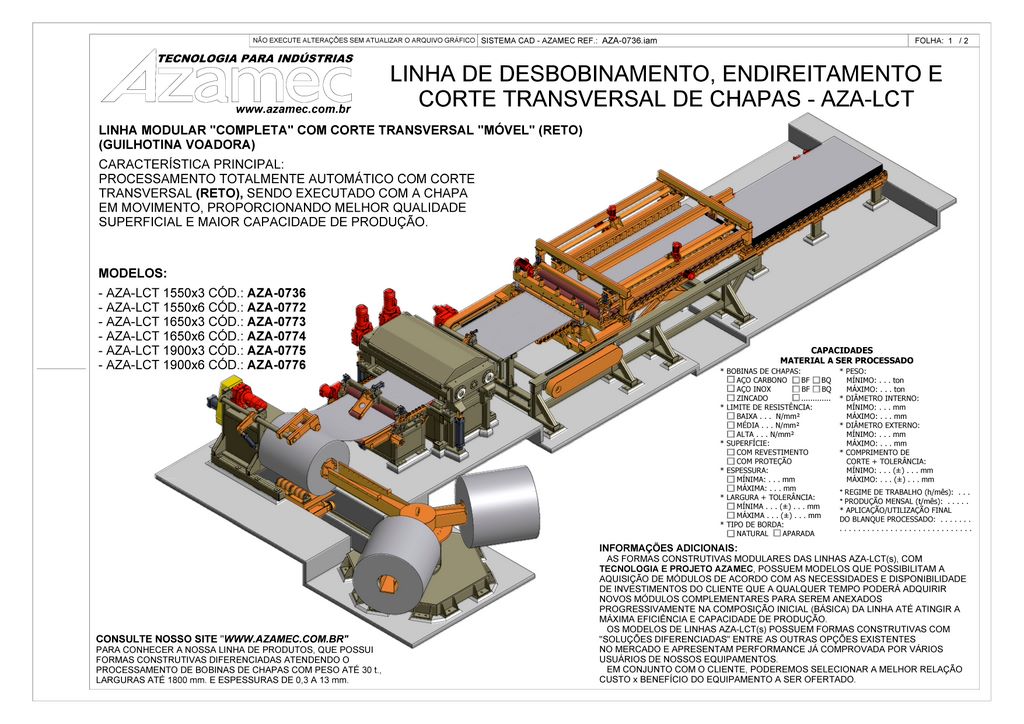 NÃO EXECUTE ALTERAÇÕES SEM ATUALIZAR O ARQUIVO GRÁFICO SISTEMA CAD - AZAMEC REF.: AZA-0736.iam FOLHA: 1 / 2
TECNOLOGIA PARA INDÚSTRIAS
Azamec
www.azamec.com.br
LINHA DE DESBOBINAMENTO, ENDIREITAMENTO E
CORTE TRANSVERSAL DE CHAPAS - AZA-LCT
LINHA MODULAR "COMPLETA" COM CORTE TRANSVERSAL "MÓVEL" (RETO)
(GUILHOTINA VOADORA)
CARACTERÍSTICA PRINCIPAL:
PROCESSAMENTO TOTALMENTE AUTOMÁTICO COM CORTE
TRANSVERSAL (RETO), SENDO EXECUTADO COM A CHAPA
EM MOVIMENTO, PROPORCIONANDO MELHOR QUALIDADE
SUPERFICIAL E MAIOR CAPACIDADE DE PRODUÇÃO.
MODELOS:
- AZA-LCT 1550x3 CÓD.: AZA-0736
- AZA-LCT 1550x6 CÓD.: AZA-0772
- AZA-LCT 1650x3 CÓD.: AZA-0773
- AZA-LCT 1650x6 CÓD.: AZA-0774
- AZA-LCT 1900x3 CÓD.: AZA-0775
- AZA-LCT 1900x6 CÓD.: AZA-0776
CAPACIDADES
MATERIAL A SER PROCESSADO
* BOBINAS DE CHAPAS:
AÇO CARBONO BF BQ
AÇO INOX BF BQ
ZINCADO .............
* LIMITE DE RESISTÊNCIA:
BAIXA . . . N/mm²
MÉDIA . . . N/mm²
ALTA . . . N/mm²
* SUPERFÍCIE:
COM REVESTIMENTO
COM PROTEÇÃO
* ESPESSURA:
MÍNIMA: . . . mm
MÁXIMA: . . . mm
* LARGURA + TOLERÂNCIA:
MÍNIMA . . . (±) . . . mm
MÁXIMA . . . (±) . . . mm
* TIPO DE BORDA:
NATURAL APARADA
* PESO:
MÍNIMO: . . . ton
MÁXIMO: . . . ton
* DIÂMETRO INTERNO:
MÍNIMO: . . . mm
MÁXIMO: . . . mm
* DIÂMETRO EXTERNO:
MÍNIMO: . . . mm
MÁXIMO: . . . mm
* COMPRIMENTO DE
CORTE + TOLERÂNCIA:
MÍNIMO: . . . (±) . . . mm
MÁXIMO: . . . (±) . . . mm
* REGIME DE TRABALHO (h/mês): . . .
* PRODUÇÃO MENSAL (t/mês): . . . . .
* APLICAÇÃO/UTILIZAÇÃO FINAL
DO BLANQUE PROCESSADO: . . . . . . .
. . . . . . . . . . . . . . . . . . . . . . . . . . . .
INFORMAÇÕES ADICIONAIS:
AS FORMAS CONSTRUTIVAS MODULARES DAS LINHAS AZA-LCT(s), COM
TECNOLOGIA E PROJETO AZAMEC, POSSUEM MODELOS QUE POSSIBILITAM A
AQUISIÇÃO DE MÓDULOS DE ACORDO COM AS NECESSIDADES E DISPONIBILIDADE
DE INVESTIMENTOS DO CLIENTE QUE A QUALQUER TEMPO PODERÁ ADQUIRIR
NOVOS MÓDULOS COMPLEMENTARES PARA SEREM ANEXADOS
PROGRESSIVAMENTE NA COMPOSIÇÃO INICIAL (BÁSICA) DA LINHA ATÉ ATINGIR A
MÁXIMA EFICIÊNCIA E CAPACIDADE DE PRODUÇÃO.
OS MODELOS DE LINHAS AZA-LCT(s) POSSUEM FORMAS CONSTRUTIVAS COM
"SOLUÇÕES DIFERENCIADAS" ENTRE AS OUTRAS OPÇÕES EXISTENTES
NO MERCADO E APRESENTAM PERFORMANCE JÁ COMPROVADA POR VÁRIOS
USUÁRIOS DE NOSSOS EQUIPAMENTOS.
EM CONJUNTO COM O CLIENTE, PODEREMOS SELECIONAR A MELHOR RELAÇÃO
CUSTO x BENEFÍCIO DO EQUIPAMENTO A SER OFERTADO.
CONSULTE NOSSO SITE "WWW.AZAMEC.COM.BR"
PARA CONHECER A NOSSA LINHA DE PRODUTOS, QUE POSSUI
FORMAS CONSTRUTIVAS DIFERENCIADAS ATENDENDO O
PROCESSAMENTO DE BOBINAS DE CHAPAS COM PESO ATÉ 30 t.,
LARGURAS ATÉ 1800 mm. E ESPESSURAS DE 0,3 A 13 mm.